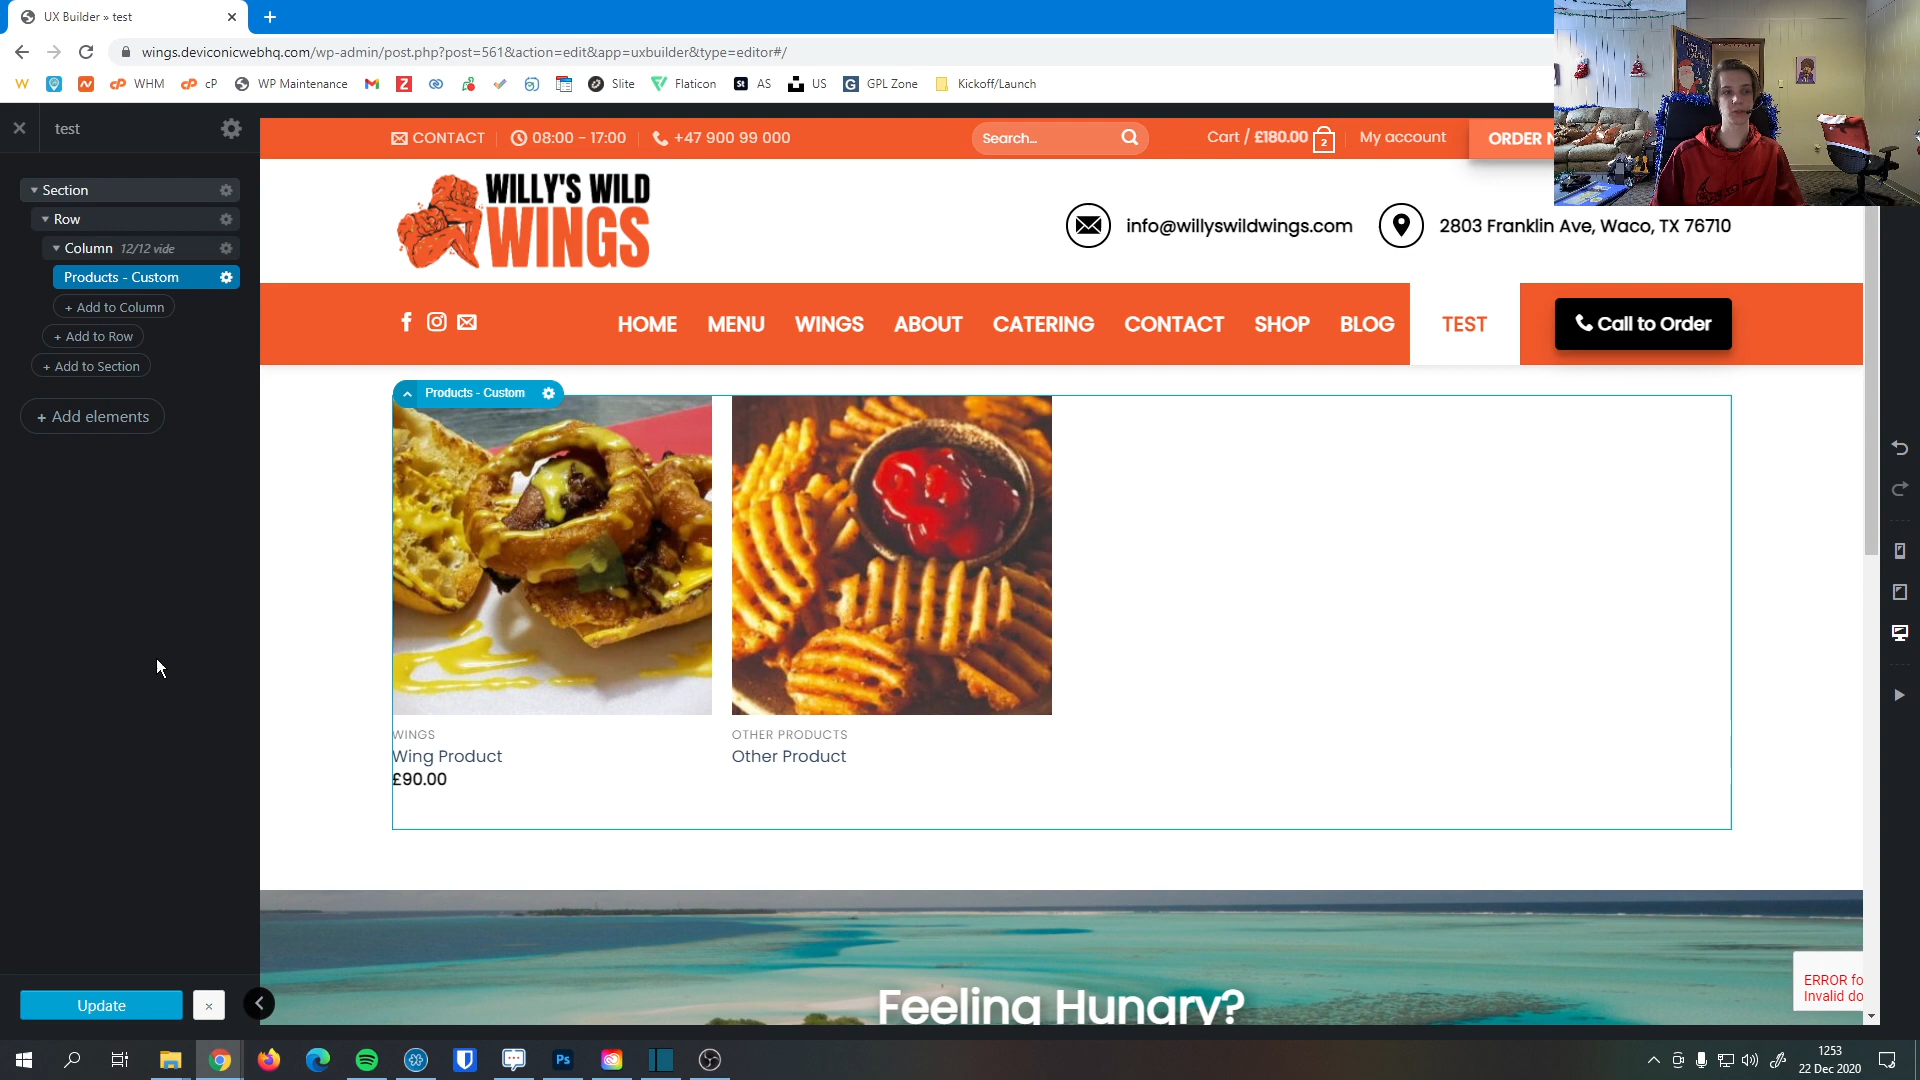 UX Builder » test
wings.deviconicwebhq.com/wp-admin/post.php?post=561&action=edit&app=uxbuilder&type=editor#/
W
WHM
cP
WP Maintenance
Z
Slite
Flaticon
St
AS
US
G
GPL Zone
Kickoff/Launch
test
Section
Row
Column 12/12 vide
Products - Custom
+ Add to Column
+ Add to Row
+ Add to Section
+ Add elements
Update
×
CONTACT
08:00 - 17:00
+47 900 99 000
Search...
Cart / £180.00
2
My account
ORDER N
WILLY'S WILD
WINGS
info@willyswildwings.com
2803 Franklin Ave, Waco, TX 76710
HOME
MENU
WINGS
ABOUT
CATERING
CONTACT
SHOP
BLOG
TEST
Call to Order
Products - Custom
WINGS
Wing Product
£90.00
OTHER PRODUCTS
Other Product
Feeling Hungry?
ERROR fo
Invalid do
Ps
1253
22 Dec 2020